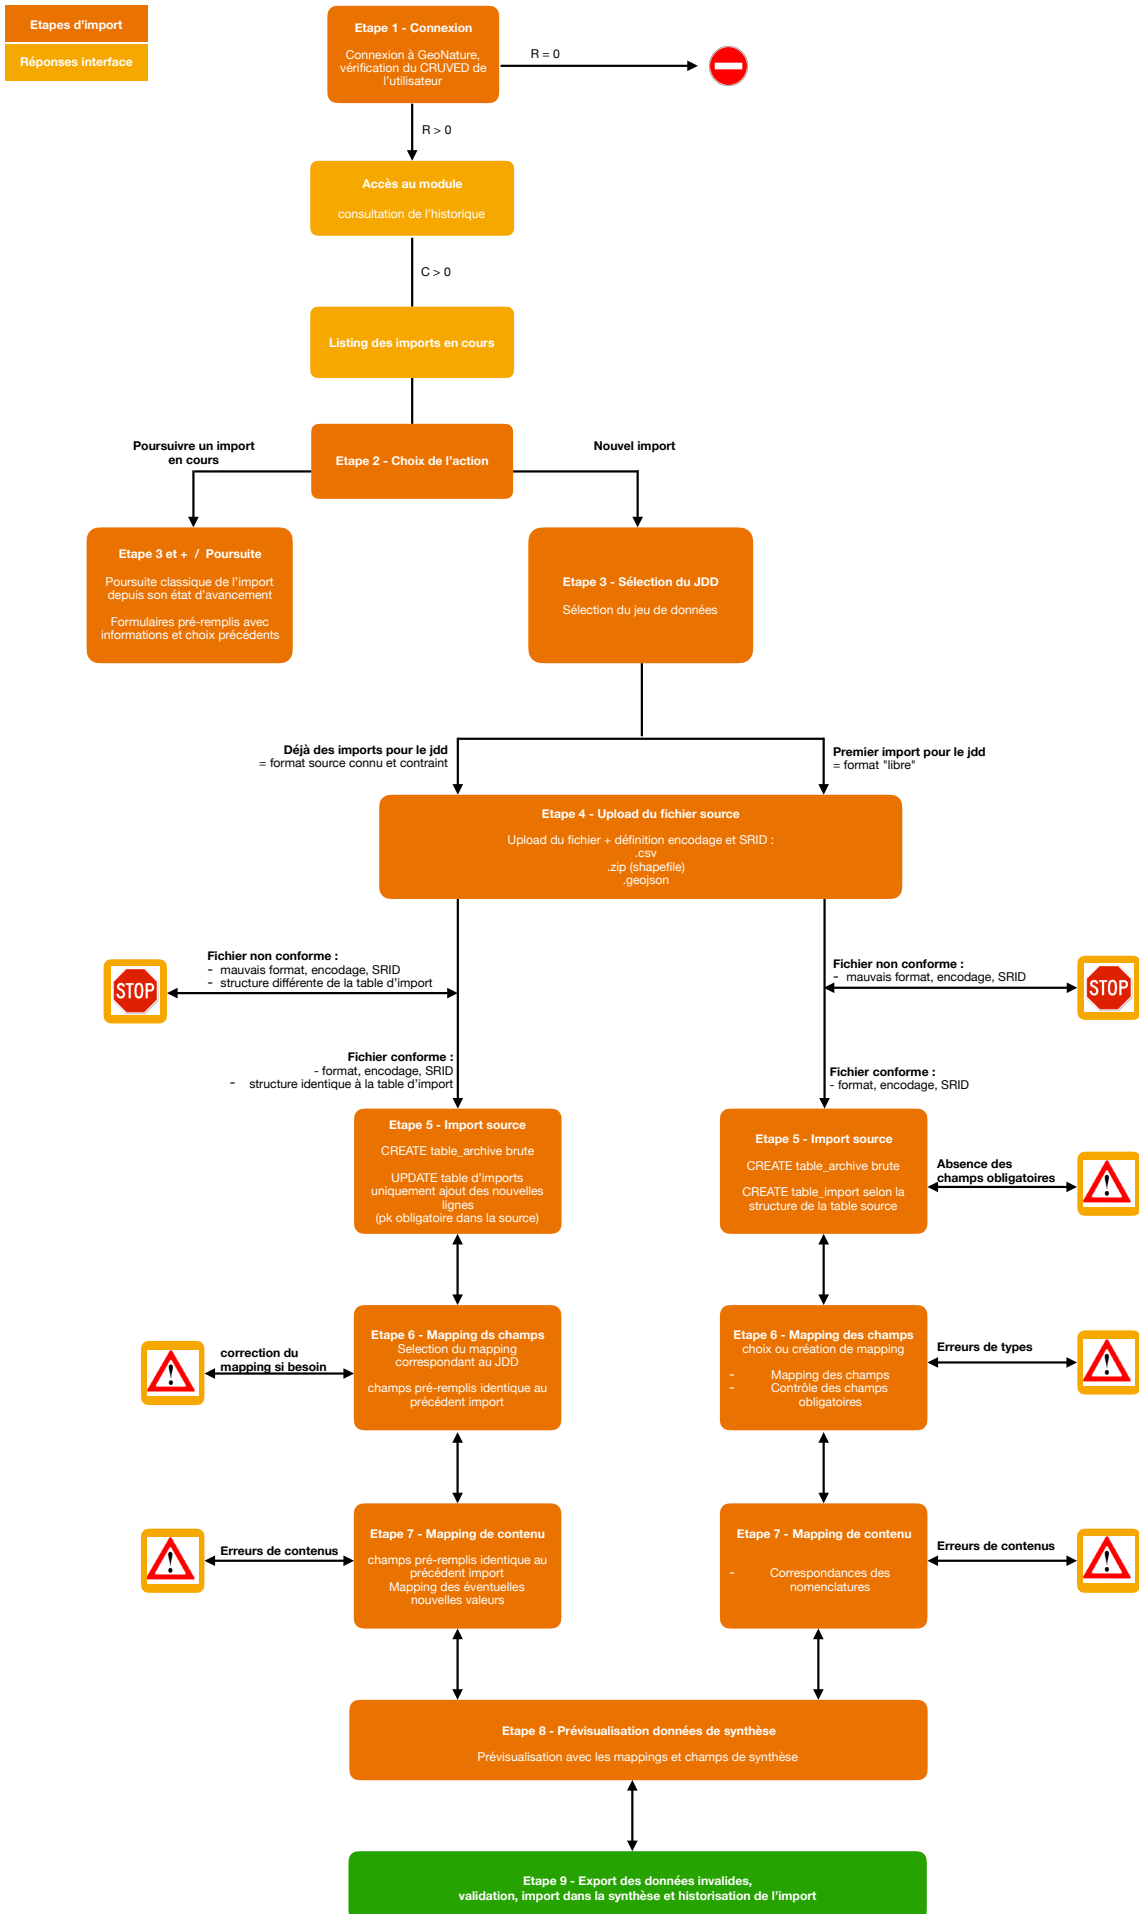 Etapes d'import
Réponses interface
Etape 1 - Connexion
Connexion à GeoNature,
vérification du CRUVED de
l'utilisateur
R = 0
R > 0
Accès au module
consultation de l'historique
C > 0
Listing des imports en cours
Etape 2 - Choix de l'action
Poursuivre un import
en cours
Nouvel import
Etape 3 et + / Poursuite
Poursuite classique de l'import
depuis son état d'avancement
Formulaires pré-remplis avec
informations et choix précédents
Etape 3 - Sélection du JDD
Sélection du jeu de données
Déjà des imports pour le jdd
= format source connu et contraint
Premier import pour le jdd
= format "libre"
Etape 4 - Upload du fichier source
Upload du fichier + définition encodage et SRID :
.csv
.zip (shapefile)
.geojson
STOP
Fichier non conforme :
- mauvais format, encodage, SRID
- structure différente de la table d'import
Fichier non conforme :
- mauvais format, encodage, SRID
STOP
Fichier conforme :
- format, encodage, SRID
- structure identique à la table d'import
Fichier conforme :
- format, encodage, SRID
Etape 5 - Import source
CREATE table_archive brute
UPDATE table d'imports
uniquement ajout des nouvelles
lignes
(pk obligatoire dans la source)
Etape 5 - Import source
CREATE table_archive brute
CREATE table_import selon la
structure de la table source
Absence des
champs obligatoires
!
!
correction du
mapping si besoin
Etape 6 - Mapping ds champs
Selection du mapping
correspondant au JDD
champs pré-remplis identique au
précédent import
Etape 6 - Mapping des champs
choix ou création de mapping
- Mapping des champs
- Contrôle des champs
obligatoires
Erreurs de types
!
!
Erreurs de contenus
Etape 7 - Mapping de contenu
champs pré-remplis identique au
précédent import
Mapping des éventuelles
nouvelles valeurs
Etape 7 - Mapping de contenu
- Correspondances des
nomenclatures
Erreurs de contenus
!
Etape 8 - Prévisualisation données de synthèse
Prévisualisation avec les mappings et champs de synthèse
Etape 9 - Export des données invalides,
validation, import dans la synthèse et historisation de l'import